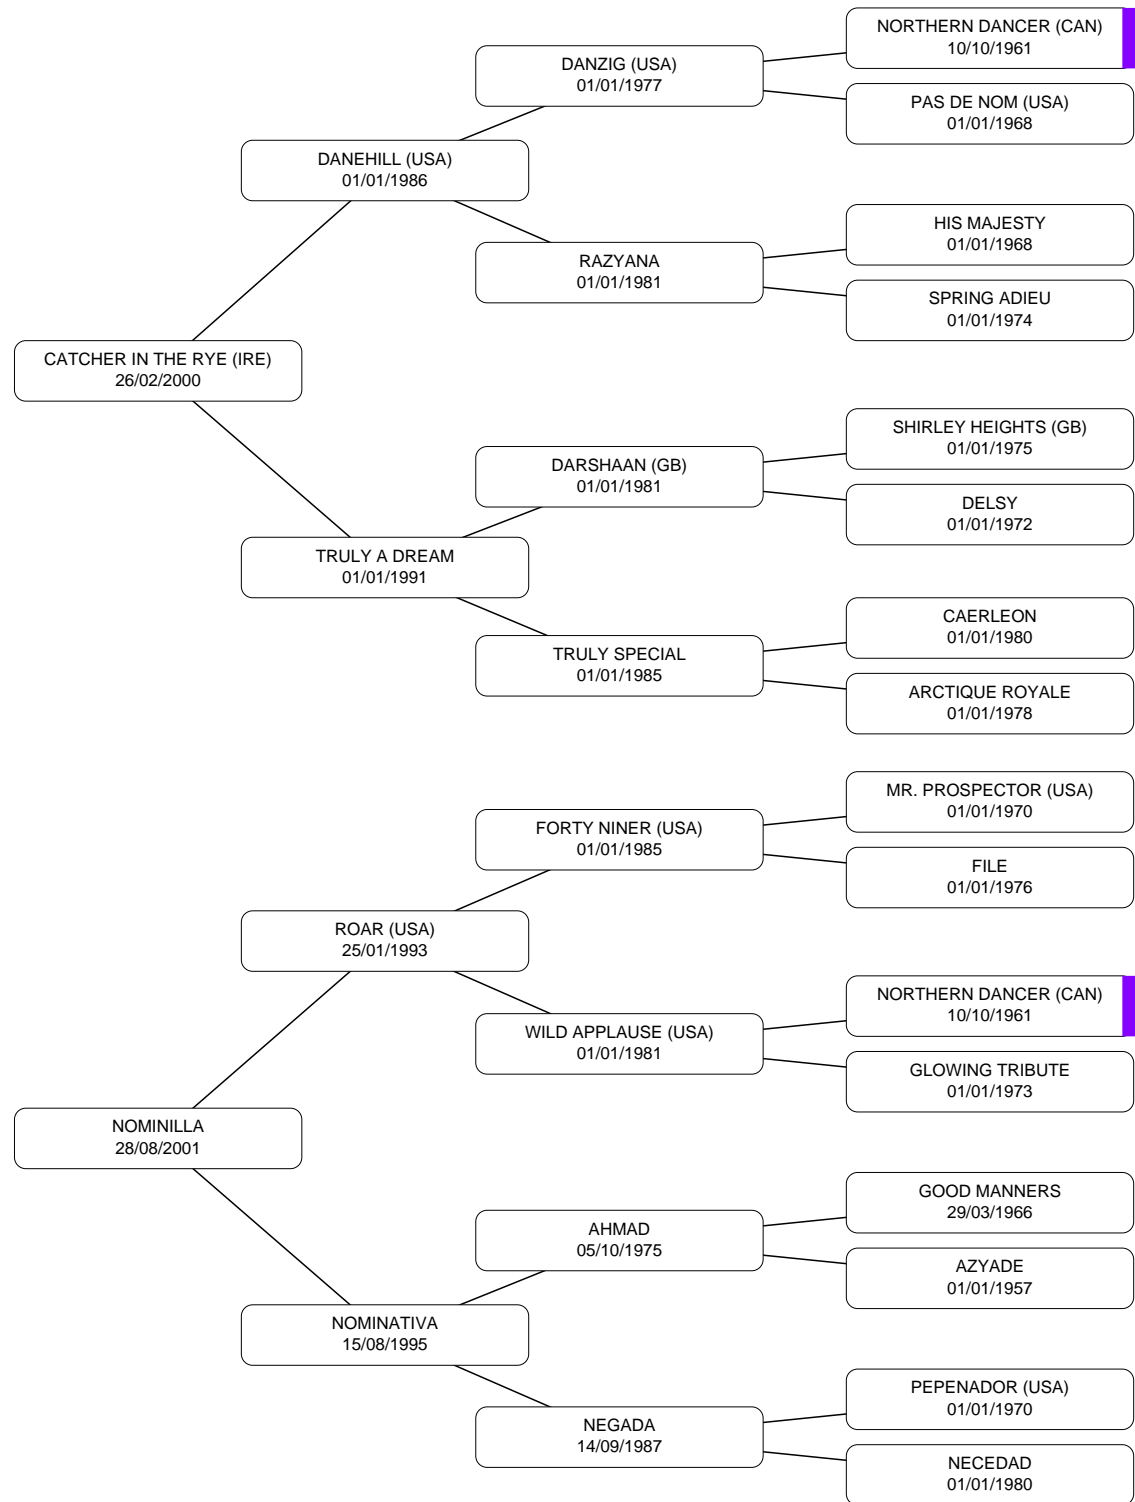 NORTHERN DANCER (CAN)
10/10/1961
DANZIG (USA)
01/01/1977
PAS DE NOM (USA)
01/01/1968
DANEHILL (USA)
01/01/1986
HIS MAJESTY
01/01/1968
RAZYANA
01/01/1981
SPRING ADIEU
01/01/1974
CATCHER IN THE RYE (IRE)
26/02/2000
SHIRLEY HEIGHTS (GB)
01/01/1975
DARSHAAN (GB)
01/01/1981
DELSY
01/01/1972
TRULY A DREAM
01/01/1991
CAERLEON
01/01/1980
TRULY SPECIAL
01/01/1985
ARCTIQUE ROYALE
01/01/1978
MR. PROSPECTOR (USA)
01/01/1970
FORTY NINER (USA)
01/01/1985
FILE
01/01/1976
ROAR (USA)
25/01/1993
NORTHERN DANCER (CAN)
10/10/1961
WILD APPLAUSE (USA)
01/01/1981
GLOWING TRIBUTE
01/01/1973
NOMINILLA
28/08/2001
GOOD MANNERS
29/03/1966
AHMAD
05/10/1975
AZYADE
01/01/1957
NOMINATIVA
15/08/1995
PEPENADOR (USA)
01/01/1970
NEGADA
14/09/1987
NECEDAD
01/01/1980